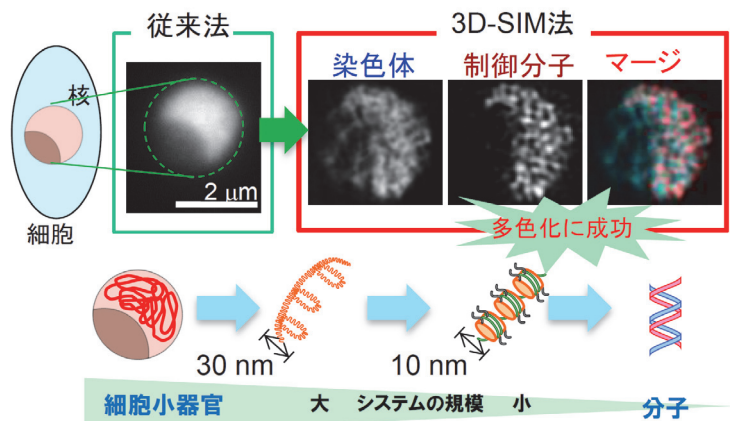 従来法
3D-SIM法
核
染色体
制御分子
マージ
2 μm
細胞
多色化に成功
30 nm
10 nm
細胞小器官
大 システムの規模 小
分子